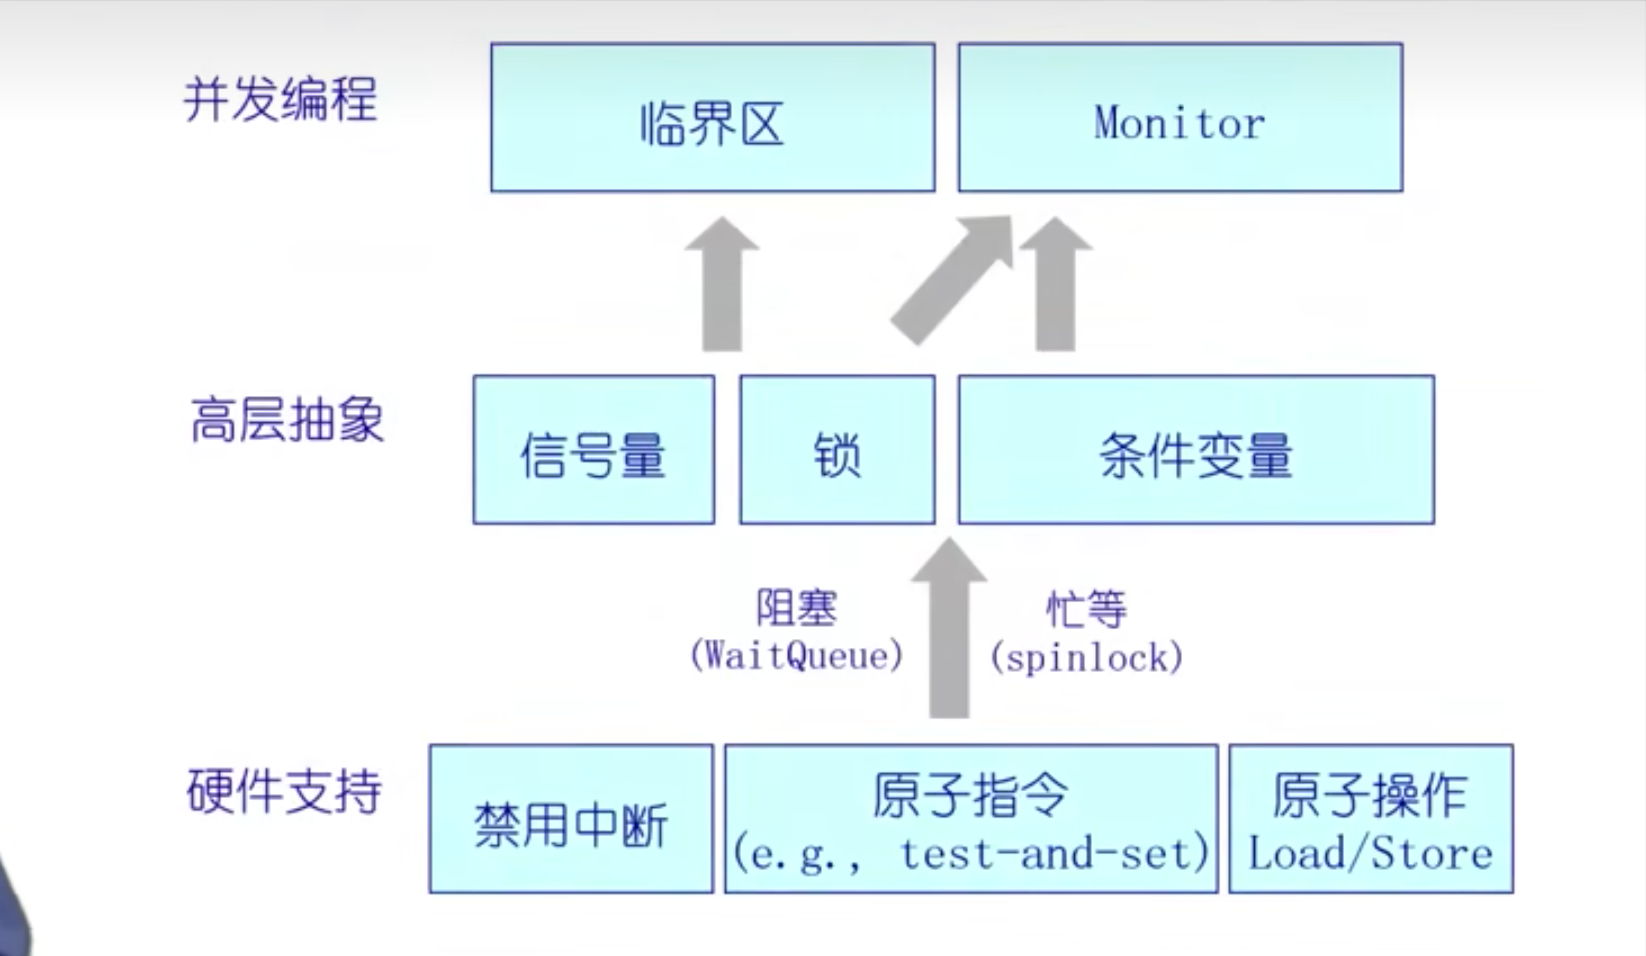 并发编程
临界区
Monitor
高层抽象
信号量
锁
条件变量
阻塞
(WaitQueue)
忙等
(spinlock)
硬件支持
禁用中断
原子指令
(e.g., test-and-set)
原子操作
Load/Store